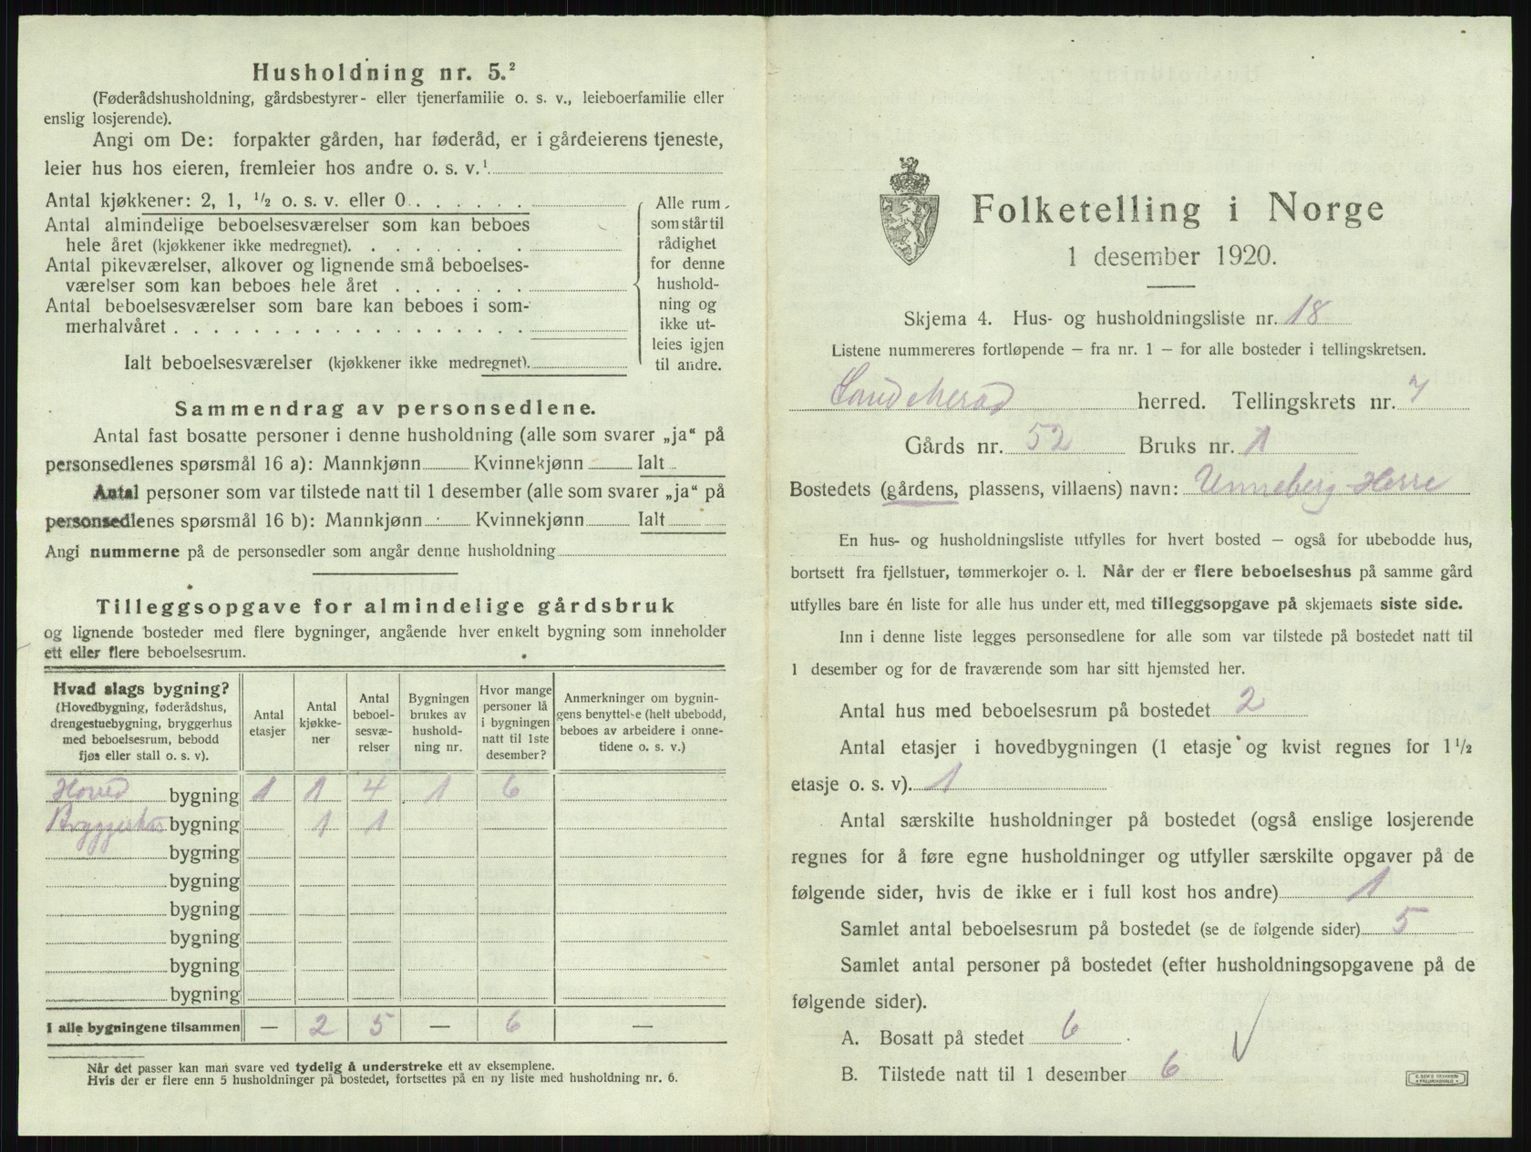 Husholdning nr. 5.²
(Føderådshusholdning, gårdsbestyrer- eller tjenerfamilie o. s. v., leieboerfamilie eller
enslig losjerende).
Angi om De: forpakter gården, har føderåd, er i gårdeierens tjeneste,
leier hus hos eieren, fremleier hos andre o. s. v.¹
Antal kjøkkener: 2, 1, ½ o. s. v. eller 0
Antal almindelige beboelsesværelser som kan beboes
hele året (kjøkkener ikke medregnet).
Antal pikeværelser, alkover og lignende små beboelses-
værelser som kan beboes hele året
Antal beboelsesværelser som bare kan beboes i som-
merhalvåret
Ialt beboelsesværelser (kjøkkener ikke medregnet).
Alle rum
som står til
rådighet
for denne
hushold-
ning og
ikke ut-
leies igjen
til andre.
Sammendrag av personsedlene.
Antal fast bosatte personer i denne husholdning (alle som svarer „ja“ på
personsedlenes spørsmål 16 a): Mannkjønn Kvinnekjønn Ialt
Antal personer som var tilstede natt til 1 desember (alle som svarer „ja“ på
personsedlenes spørsmål 16 b): Mannkjønn Kvinnekjønn Ialt
Angi nummerne på de personsedler som angår denne husholdning
Tilleggsopgave for almindelige gårdsbruk
og lignende bosteder med flere bygninger, angående hver enkelt bygning som inneholder
ett eller flere beboelsesrum.
Hvad slags bygning?
(Hovedbygning, føderådshus,
drengestuebygning, bryggerhus
med beboelsesrum, bebodd
fjøs eller stall o. s. v).
Antal
etasjer
Antal
kjøkke-
ner
Antal
beboel-
sesvæ-
relser
Bygningen
brukes av
hushold-
ning nr.
Hvor mange
personer lå
i bygningen
natt til 1ste
desember?
Anmerkninger om bygnin-
gens benyttelse (helt ubebodd,
beboes av arbeidere i onne-
tidene o. s. v.)
Hoved bygning 1 1 4 1 6
Bryggerhus bygning 1 1
bygning
bygning
bygning
bygning
bygning
bygning
I alle bygningene tilsammen — 2 5 — 6 —
Når det passer kan man svare ved tydelig å understreke ett av eksemplene.
Hvis der er flere enn 5 husholdninger på bostedet, fortsettes på en ny liste med husholdning nr. 6.
Folketelling i Norge
1 desember 1920.
Skjema 4. Hus- og husholdningsliste nr. 18
Listene nummereres fortløpende — fra nr. 1 — for alle bosteder i tellingskretsen.
Sandeherad herred. Tellingskrets nr. 7
Gårds nr. 52 Bruks nr. 1
Bostedets (gårdens, plassens, villaens) navn: Unneberg Herre
En hus- og husholdningsliste utfylles for hvert bosted — også for ubebodde hus,
bortsett fra fjellstuer, tømmerkojer o. l. Når der er flere beboelseshus på samme gård
utfylles bare én liste for alle hus under ett, med tilleggsopgave på skjemaets siste side.
Inn i denne liste legges personsedlene for alle som var tilstede på bostedet natt til
1 desember og for de fraværende som har sitt hjemsted her.
Antal hus med beboelsesrum på bostedet 2
Antal etasjer i hovedbygningen (1 etasje og kvist regnes for 1½
etasje o. s. v). 1
Antal særskilte husholdninger på bostedet (også enslige losjerende
regnes for å føre egne husholdninger og utfyller særskilte opgaver på de
følgende sider, hvis de ikke er i full kost hos andre) 1
Samlet antal beboelsesrum på bostedet (se de følgende sider) 5
Samlet antal personer på bostedet (efter husholdningsopgavene på de
følgende sider).
A. Bosatt på stedet 6
B. Tilstede natt til 1 desember 6